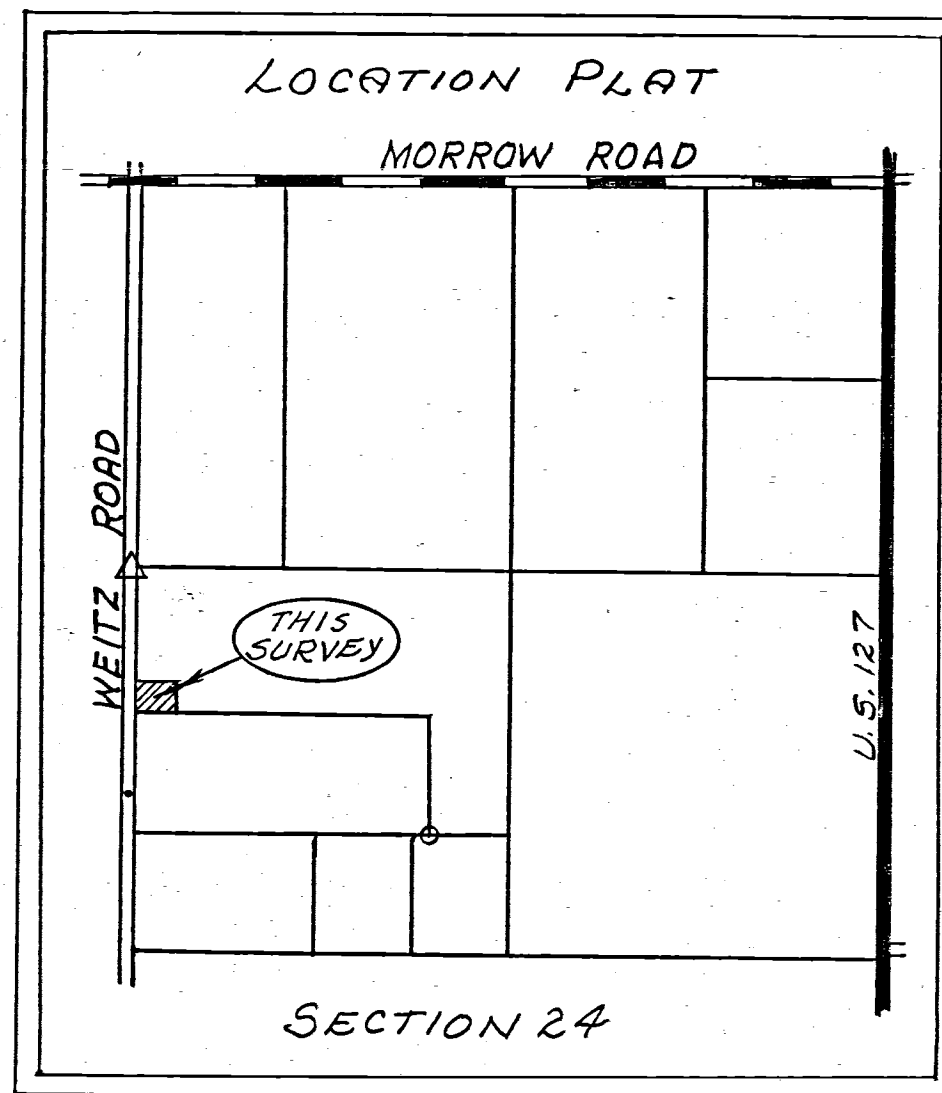 LOCATION PLAT
MORROW ROAD
WEITZ ROAD
THIS
SURVEY
U.S. 127
SECTION 24